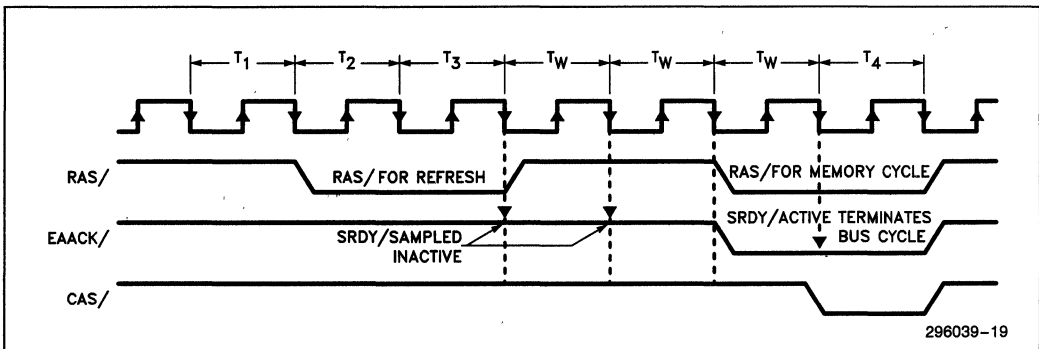 T1 T2 T3 TW TW TW T4
RAS/ RAS/FOR REFRESH RAS/FOR MEMORY CYCLE
EAACK/ SRDY/SAMPLED INACTIVE SRDY/ACTIVE TERMINATES BUS CYCLE
CAS/
296039-19